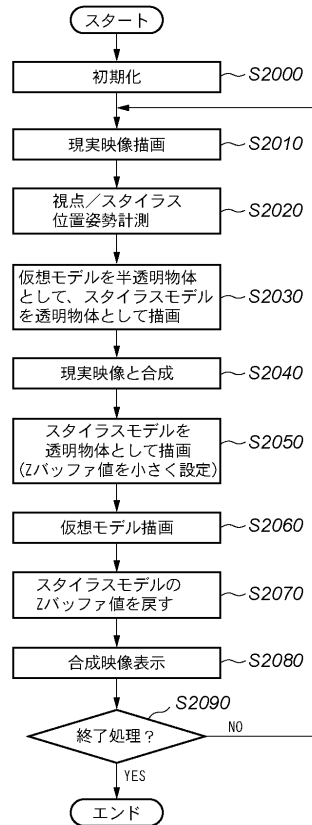 スタート
初期化
S2000
現実映像描画
S2010
視点／スタイラス
位置姿勢計測
S2020
仮想モデルを半透明物体
として、スタイラスモデル
を透明物体として描画
S2030
現実映像と合成
S2040
スタイラスモデルを
透明物体として描画
(Zバッファ値を小さく設定)
S2050
仮想モデル描画
S2060
スタイラスモデルの
Zバッファ値を戻す
S2070
合成映像表示
S2080
S2090
終了処理？
NO
YES
エンド